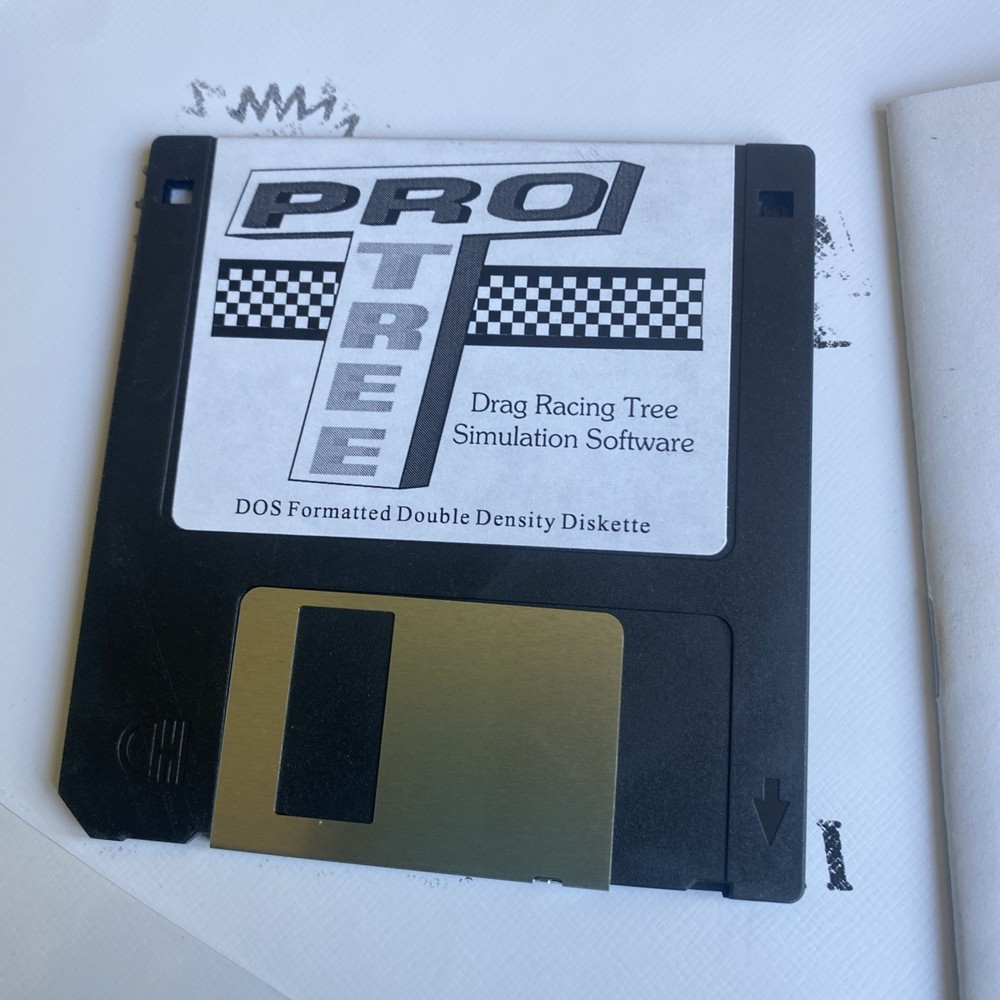 PRO
TREE
Drag Racing Tree
Simulation Software
DOS Formatted Double Density Diskette